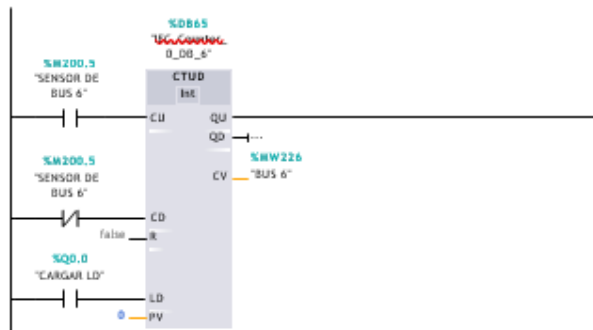 %DB65
"IEC_Counter_
0_DB_6"
CTUD
Int
%M200.5
"SENSOR DE
BUS 6"
CU
QU
QD
...
%MW226
CV
"BUS 6"
%M200.5
"SENSOR DE
BUS 6"
CD
false
R
%Q0.0
"CARGAR LD"
LD
0
PV